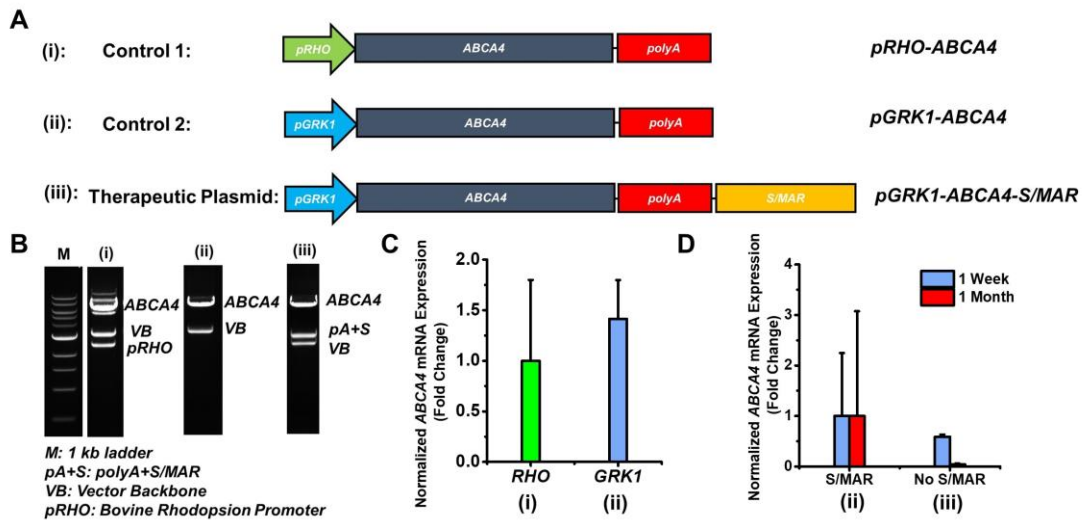 A
(i): Control 1: pRHO ABCA4 polyA pRHO-ABCA4
(ii): Control 2: pGRK1 ABCA4 polyA pGRK1-ABCA4
(iii): Therapeutic Plasmid: pGRK1 ABCA4 polyA S/MAR pGRK1-ABCA4-S/MAR
B
M (i) (ii) (iii)
ABCA4 ABCA4 ABCA4
VB VB pA+S
pRHO VB
M: 1 kb ladder
pA+S: polyA+S/MAR
VB: Vector Backbone
pRHO: Bovine Rhodopsion Promoter
C
Normalized ABCA4 mRNA Expression
(Fold Change)
2.0
1.5
1.0
0.5
0.0
RHO GRK1
(i) (ii)
D
Normalized ABCA4 mRNA Expression
(Fold Change)
4
3
2
1
0
1 Week
1 Month
S/MAR No S/MAR
(ii) (iii)